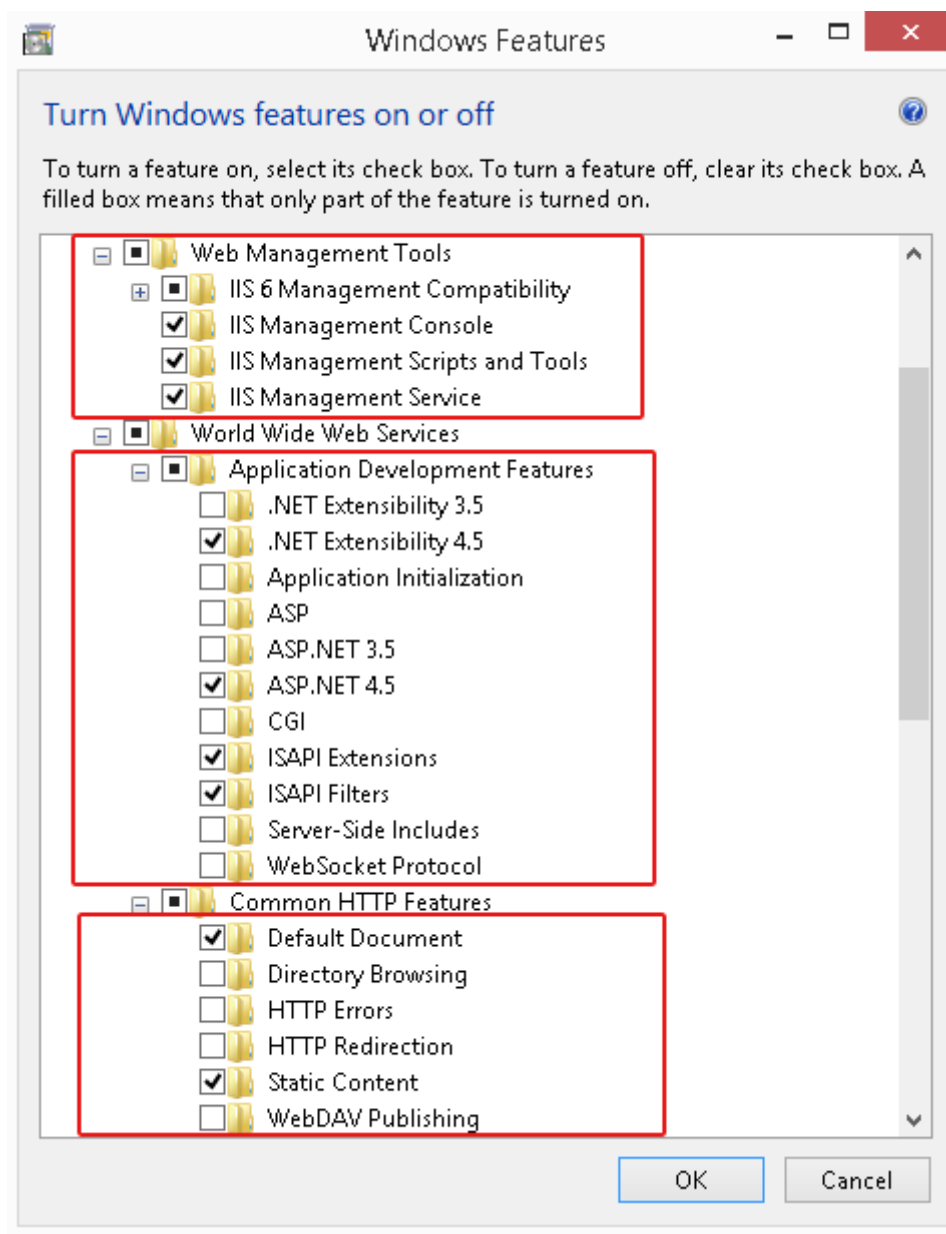 Windows Features
Turn Windows features on or off
To turn a feature on, select its check box. To turn a feature off, clear its check box. A
filled box means that only part of the feature is turned on.
Web Management Tools
IIS 6 Management Compatibility
IIS Management Console
IIS Management Scripts and Tools
IIS Management Service
World Wide Web Services
Application Development Features
.NET Extensibility 3.5
.NET Extensibility 4.5
Application Initialization
ASP
ASP.NET 3.5
ASP.NET 4.5
CGI
ISAPI Extensions
ISAPI Filters
Server-Side Includes
WebSocket Protocol
Common HTTP Features
Default Document
Directory Browsing
HTTP Errors
HTTP Redirection
Static Content
WebDAV Publishing
OK Cancel